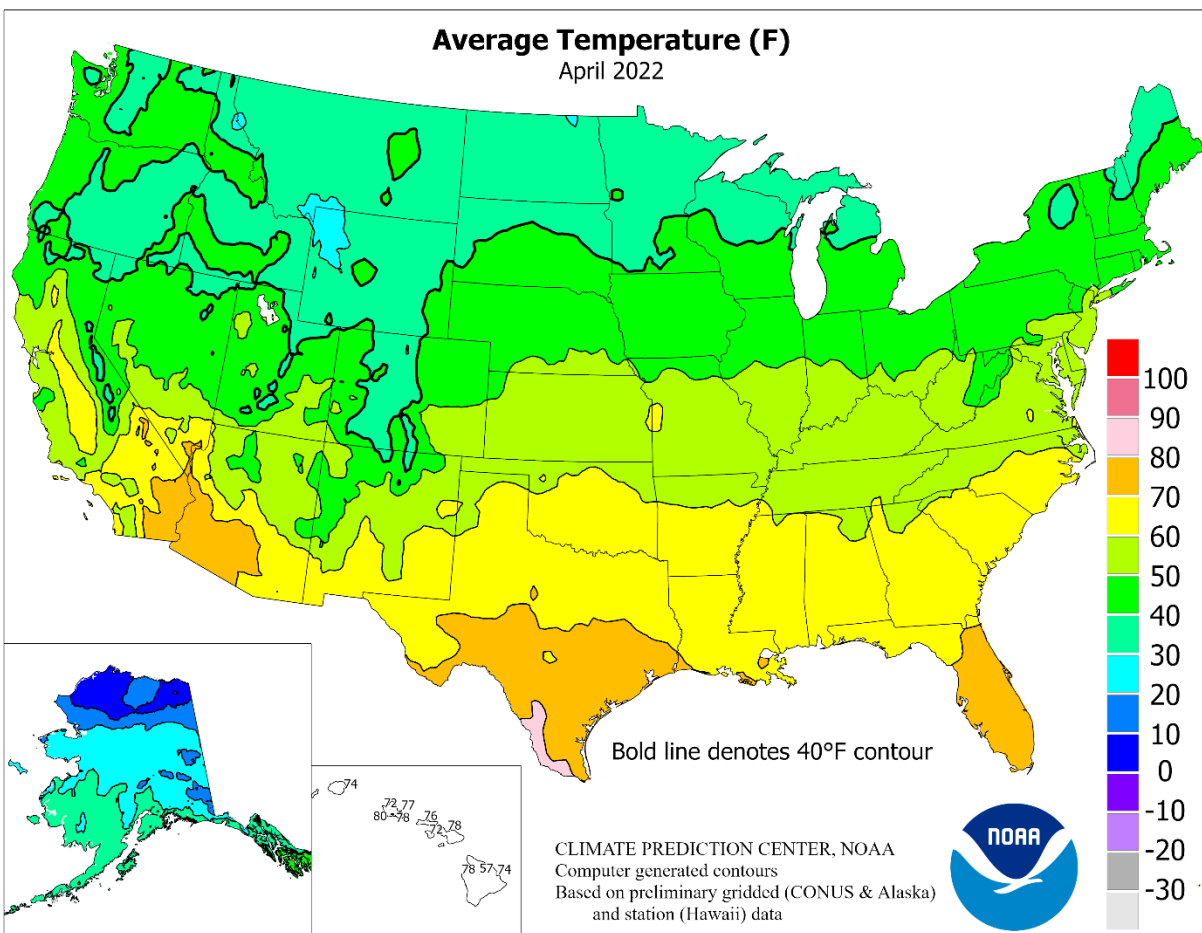 Average Temperature (F)
April 2022
100
90
80
70
60
50
40
30
20
10
0
-10
-20
-30
Bold line denotes 40°F contour
74
72
77
80
78
76
72
78
78 57 74
CLIMATE PREDICTION CENTER, NOAA
Computer generated contours
Based on preliminary gridded (CONUS & Alaska)
and station (Hawaii) data
NOAA